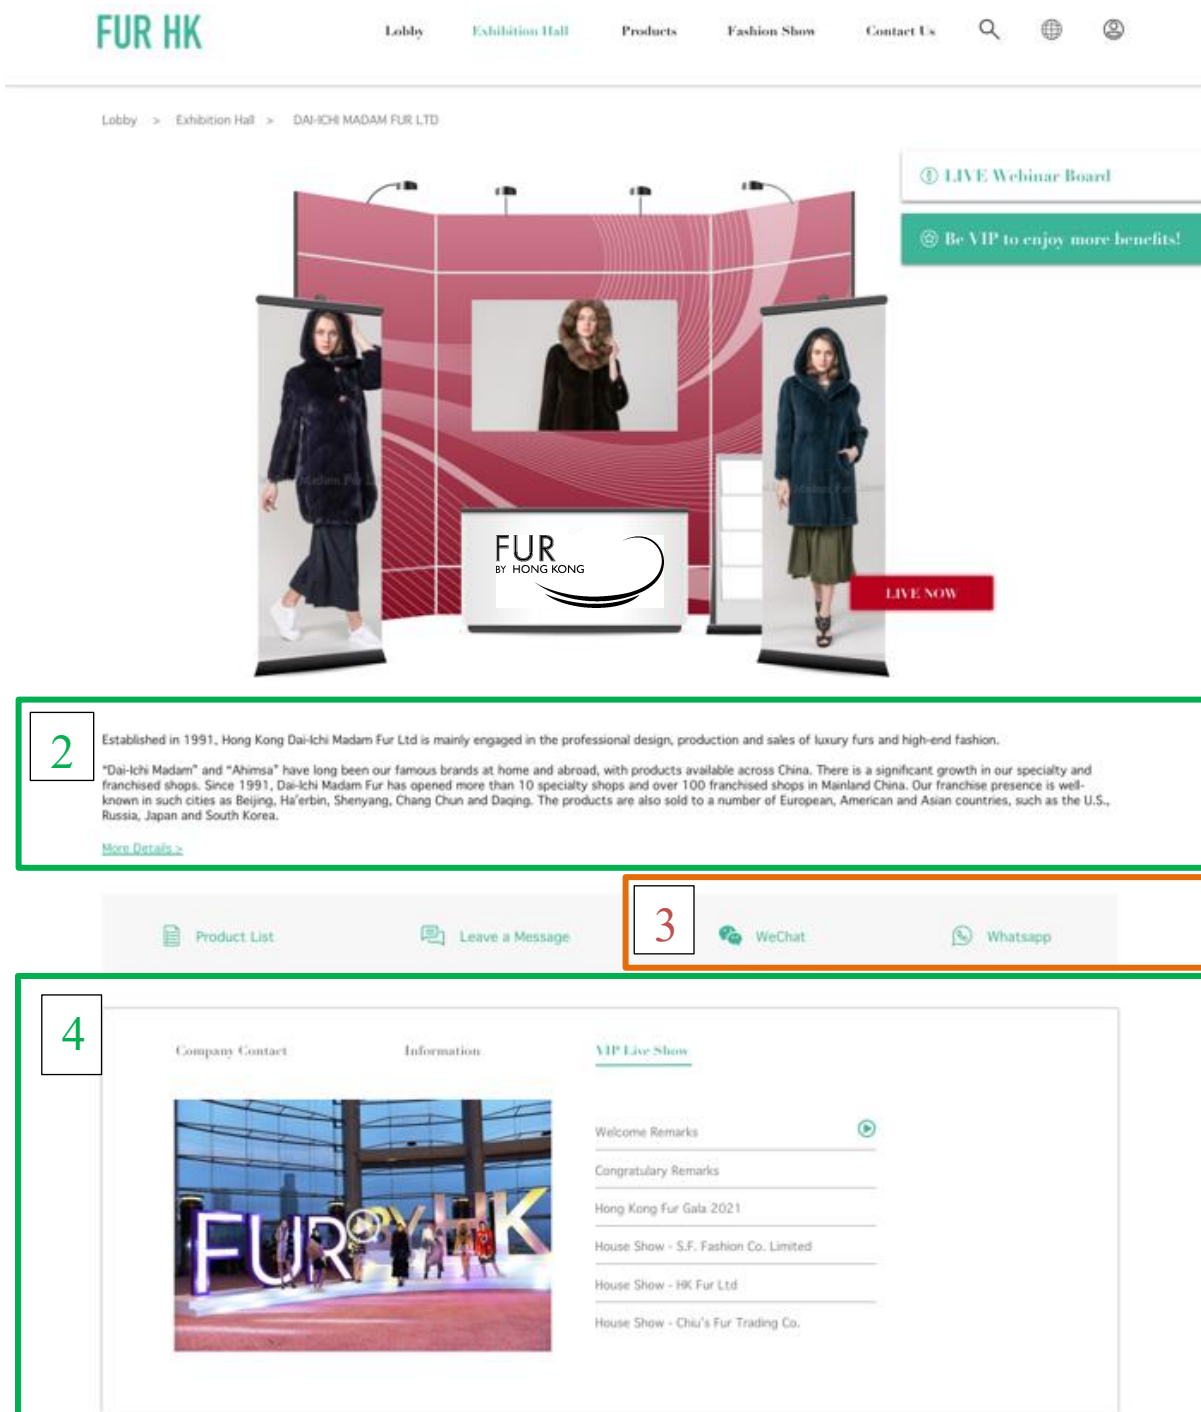 FUR HK
Lobby Exhibition Hall Products Fashion Show Contact Us
Lobby > Exhibition Hall > DAI-ICHI MADAM FUR LTD
LIVE Webinar Board
Be VIP to enjoy more benefits!
Madam Fur
Madam Fur
FUR
BY HONG KONG
LIVE NOW
2
Established in 1991, Hong Kong Dai-Ichi Madam Fur Ltd is mainly engaged in the professional design, production and sales of luxury furs and high-end fashion.
“Dai-Ichi Madam” and “Ahimsa” have long been our famous brands at home and abroad, with products available across China. There is a significant growth in our specialty and
franchised shops. Since 1991, Dai-Ichi Madam Fur has opened more than 10 specialty shops and over 100 franchised shops in Mainland China. Our franchise presence is well-
known in such cities as Beijing, Ha'erbin, Shenyang, Chang Chun and Daqing. The products are also sold to a number of European, American and Asian countries, such as the U.S.,
Russia, Japan and South Korea.
More Details >
Product List Leave a Message 3 WeChat Whatsapp
4
Company Contact Information VIP Live Show
FUR BY HK
Welcome Remarks
Congratulary Remarks
Hong Kong Fur Gala 2021
House Show - S.F. Fashion Co. Limited
House Show - HK Fur Ltd
House Show - Chiu's Fur Trading Co.